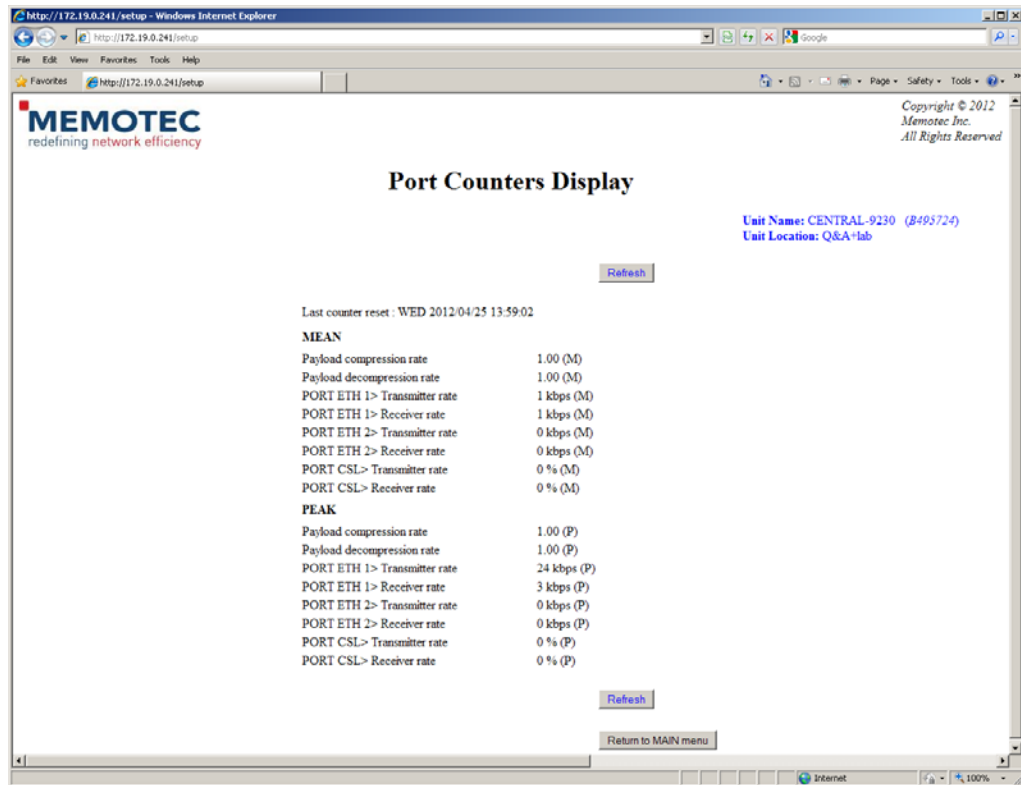 http://172.19.0.241/setup - Windows Internet Explorer
http://172.19.0.241/setup
Google
File Edit View Favorites Tools Help
Favorites http://172.19.0.241/setup Page Safety Tools
MEMOTEC
redefining network efficiency
Copyright © 2012
Memotec Inc.
All Rights Reserved
Port Counters Display
Unit Name: CENTRAL-9230 (B495724)
Unit Location: Q&A+lab
Refresh
Last counter reset : WED 2012/04/25 13:59:02
MEAN
Payload compression rate 1.00 (M)
Payload decompression rate 1.00 (M)
PORT ETH 1> Transmitter rate 1 kbps (M)
PORT ETH 1> Receiver rate 1 kbps (M)
PORT ETH 2> Transmitter rate 0 kbps (M)
PORT ETH 2> Receiver rate 0 kbps (M)
PORT CSL> Transmitter rate 0 % (M)
PORT CSL> Receiver rate 0 % (M)
PEAK
Payload compression rate 1.00 (P)
Payload decompression rate 1.00 (P)
PORT ETH 1> Transmitter rate 24 kbps (P)
PORT ETH 1> Receiver rate 3 kbps (P)
PORT ETH 2> Transmitter rate 0 kbps (P)
PORT ETH 2> Receiver rate 0 kbps (P)
PORT CSL> Transmitter rate 0 % (P)
PORT CSL> Receiver rate 0 % (P)
Refresh
Return to MAIN menu
Internet 100%